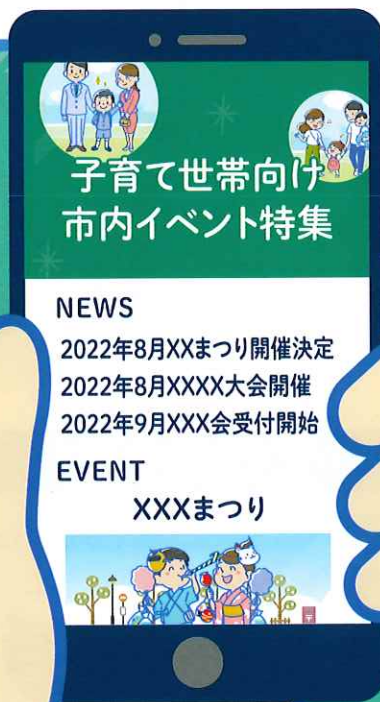 子育て世帯向け
市内イベント特集
NEWS
2022年8月XXまつり開催決定
2022年8月XXXX大会開催
2022年9月XXX会受付開始
EVENT
XXXまつり